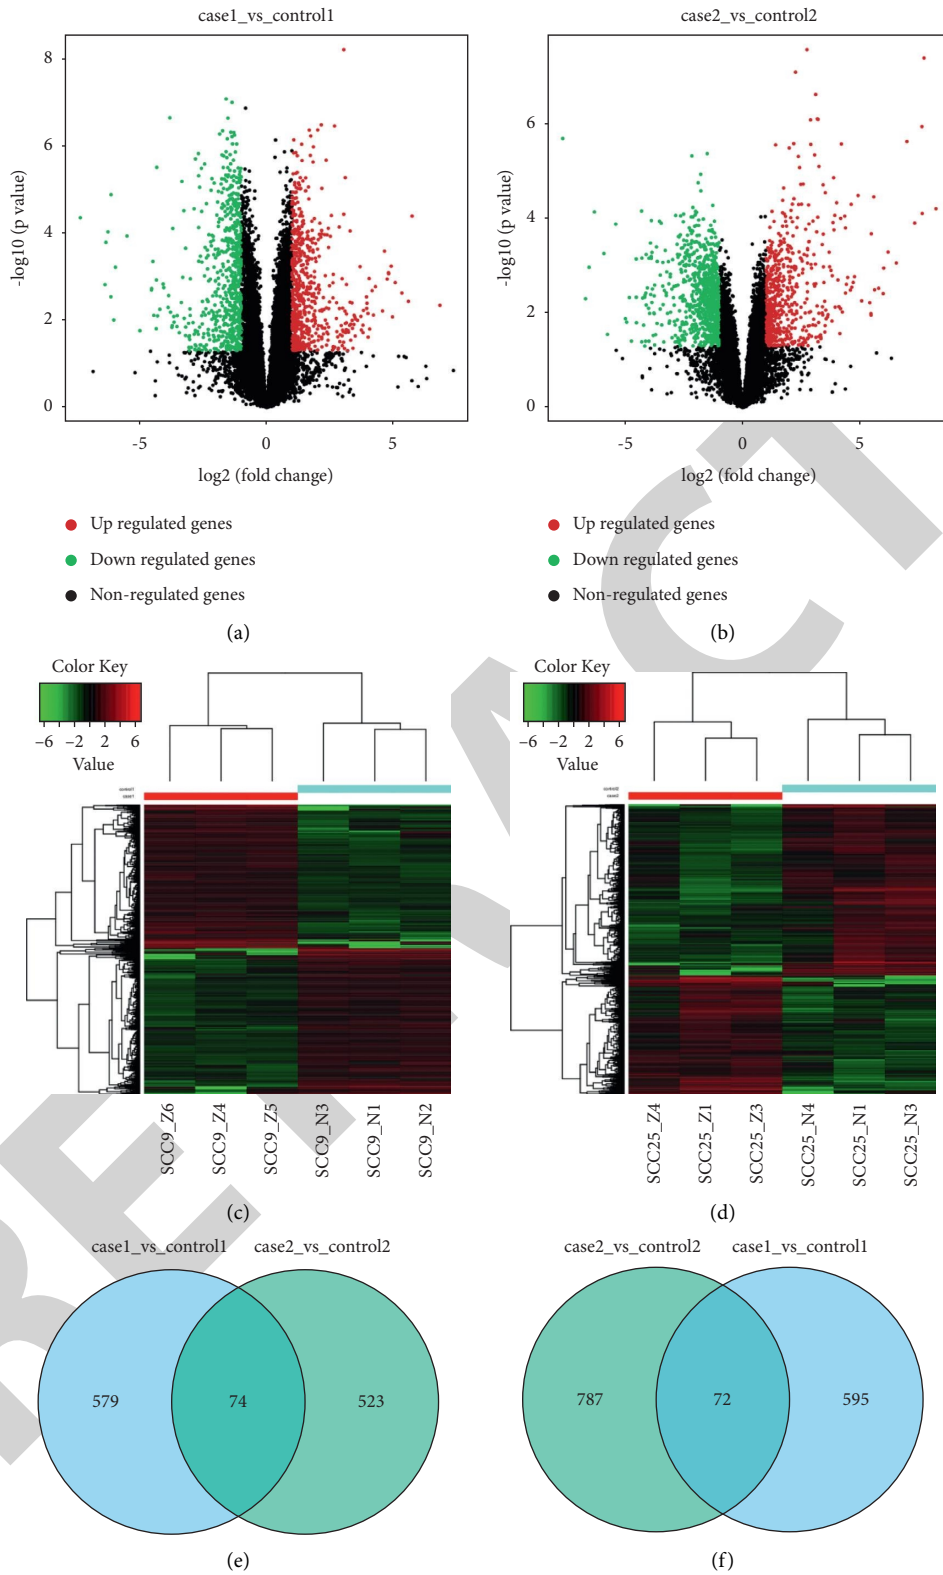 case1_vs_control1
-log10 (p value)
8
6
4
2
0
-5
0
5
log2 (fold change)
Up regulated genes
Down regulated genes
Non-regulated genes
(a)
case2_vs_control2
-log10 (p value)
6
4
2
0
-5
0
5
log2 (fold change)
Up regulated genes
Down regulated genes
Non-regulated genes
(b)
Color Key
−6 −2 2 6
Value
SCC9_Z6
SCC9_Z4
SCC9_Z5
SCC9_N3
SCC9_N1
SCC9_N2
(c)
Color Key
−6 −2 2 6
Value
SCC25_Z4
SCC25_Z1
SCC25_Z3
SCC25_N4
SCC25_N1
SCC25_N3
(d)
case1_vs_control1
case2_vs_control2
579
74
523
(e)
case2_vs_control2
case1_vs_control1
787
72
595
(f)